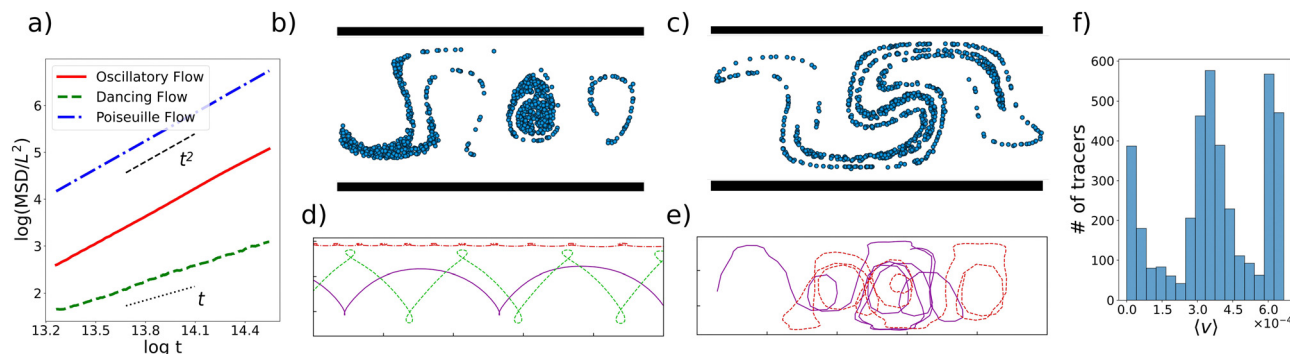 a)
b)
c)
f)
Oscillatory Flow
Dancing Flow
Poiseuille Flow
t²
t
log(MSD/L²)
6
5
4
3
2
13.2 13.5 13.8 14.1 14.4
log t
d)
e)
# of tracers
600
500
400
300
200
100
0
0.0 1.5 3.0 4.5 6.0
×10⁻⁴
⟨v⟩